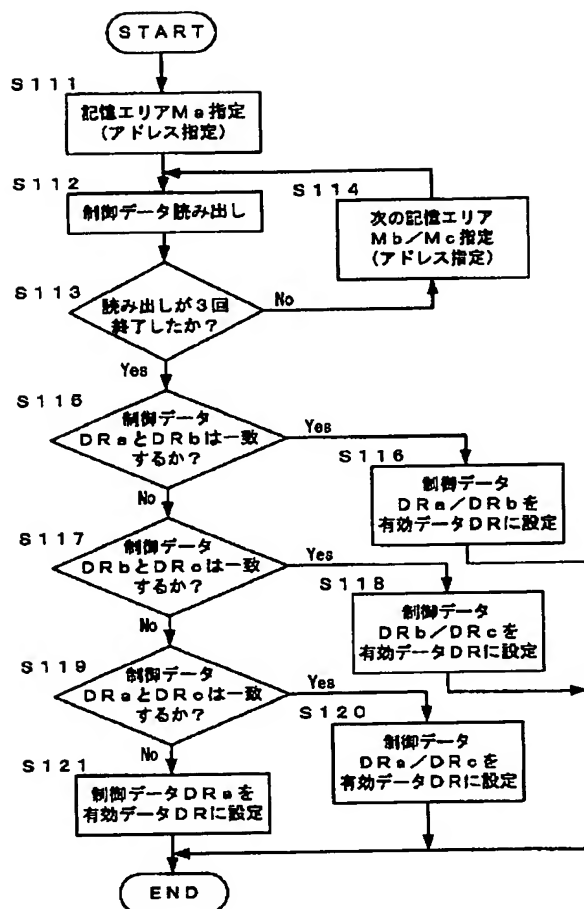 START
S111
記憶エリアMa指定
(アドレス指定)
S112
制御データ読み出し
S114
次の記憶エリア
Mb/Mc指定
(アドレス指定)
S113
読み出しが3回
終了したか?
No
Yes
S115
制御データ
DRaとDRbは一致
するか?
Yes
S116
制御データ
DRa/DRbを
有効データDRに設定
No
S117
制御データ
DRbとDRcは一致
するか?
Yes
S118
制御データ
DRb/DRcを
有効データDRに設定
No
S119
制御データ
DRaとDRcは一致
するか?
Yes
S120
制御データ
DRa/DRcを
有効データDRに設定
No
S121
制御データDRaを
有効データDRに設定
END